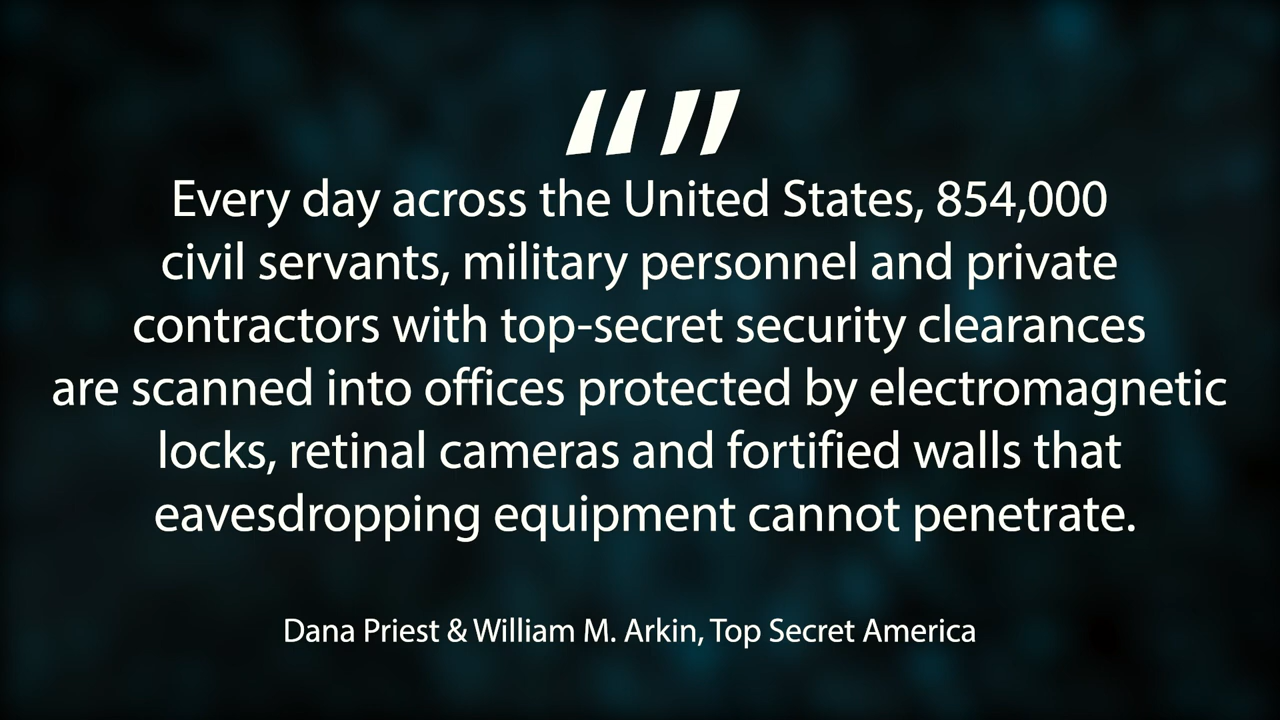 ""
Every day across the United States, 854,000
civil servants, military personnel and private
contractors with top-secret security clearances
are scanned into offices protected by electromagnetic
locks, retinal cameras and fortified walls that
eavesdropping equipment cannot penetrate.
Dana Priest & William M. Arkin, Top Secret America